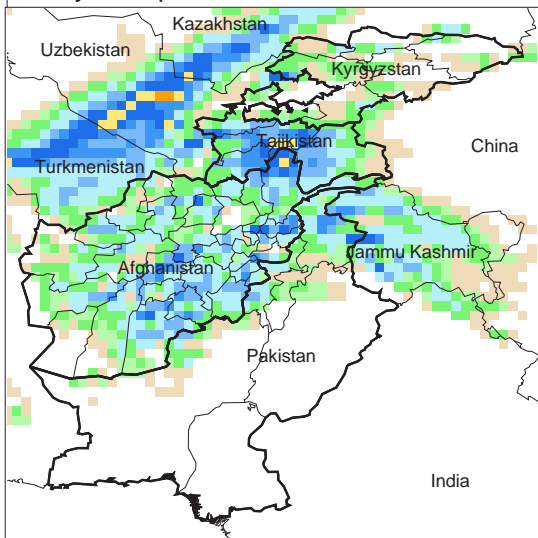 Kazakhstan
Uzbekistan
Kyrgyzstan
Tajikistan
China
Turkmenistan
Jammu Kashmir
Afghanistan
Pakistan
India